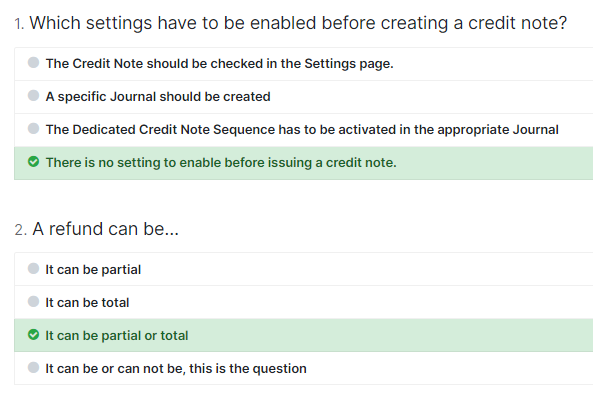 1. Which settings have to be enabled before creating a credit note?
The Credit Note should be checked in the Settings page.
A specific Journal should be created
The Dedicated Credit Note Sequence has to be activated in the appropriate Journal
There is no setting to enable before issuing a credit note.
2. A refund can be...
It can be partial
It can be total
It can be partial or total
It can be or can not be, this is the question